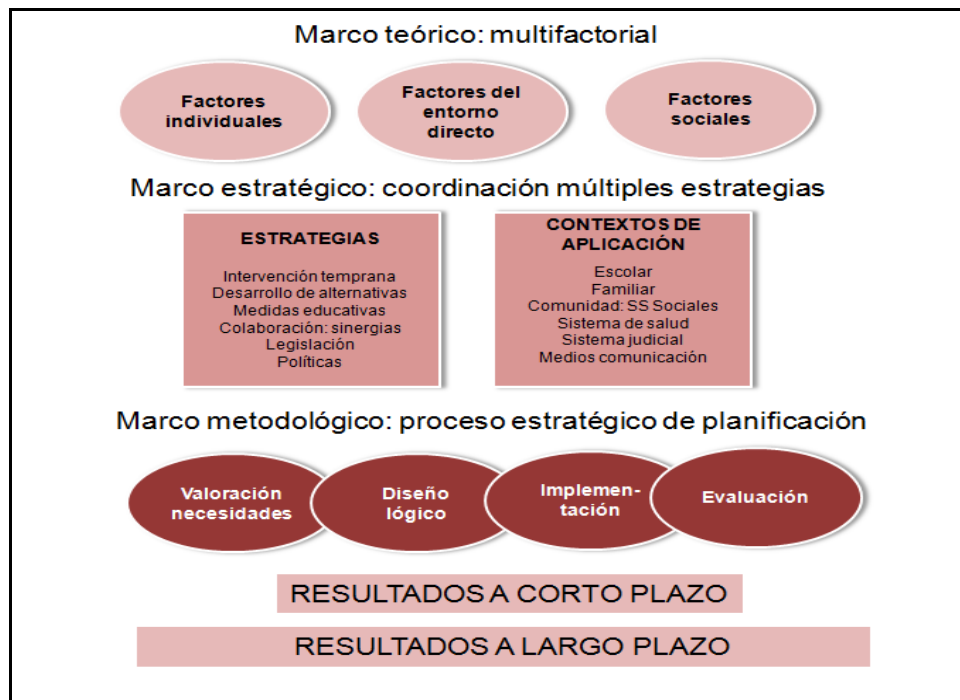 Marco teórico: multifactorial
Factores
individuales
Factores del
entorno
directo
Factores
sociales
Marco estratégico: coordinación múltiples estrategias
ESTRATEGIAS
Intervención temprana
Desarrollo de alternativas
Medidas educativas
Colaboración: sinergias
Legislación
Políticas
CONTEXTOS DE
APLICACIÓN
Escolar
Familiar
Comunidad: SS Sociales
Sistema de salud
Sistema judicial
Medios comunicación
Marco metodológico: proceso estratégico de planificación
Valoración
necesidades
Diseño
lógico
Implemen-
tación
Evaluación
RESULTADOS A CORTO PLAZO
RESULTADOS A LARGO PLAZO